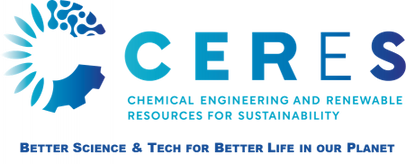 CERES
CHEMICAL ENGINEERING AND RENEWABLE
RESOURCES FOR SUSTAINABILITY
BETTER SCIENCE & TECH FOR BETTER LIFE IN OUR PLANET